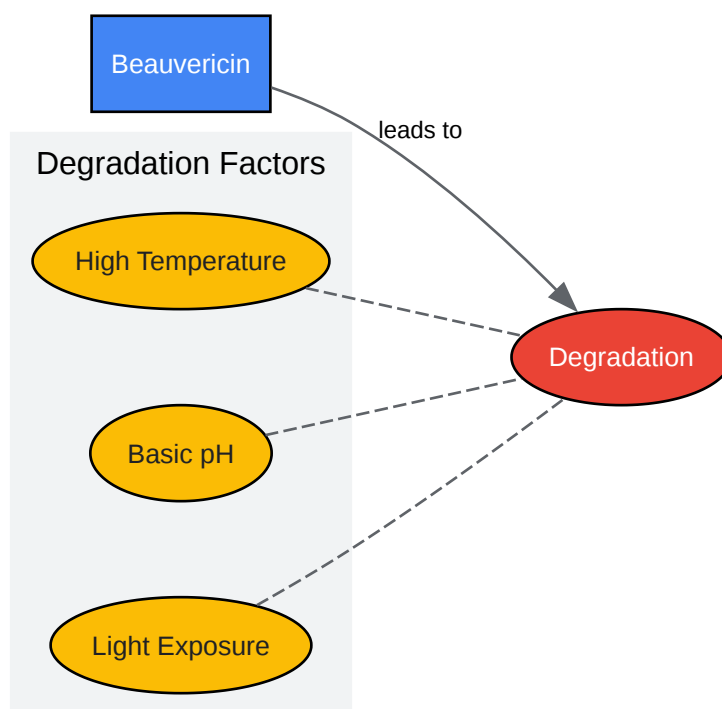 Beauvericin
leads to
Degradation Factors
High Temperature
Degradation
Basic pH
Light Exposure